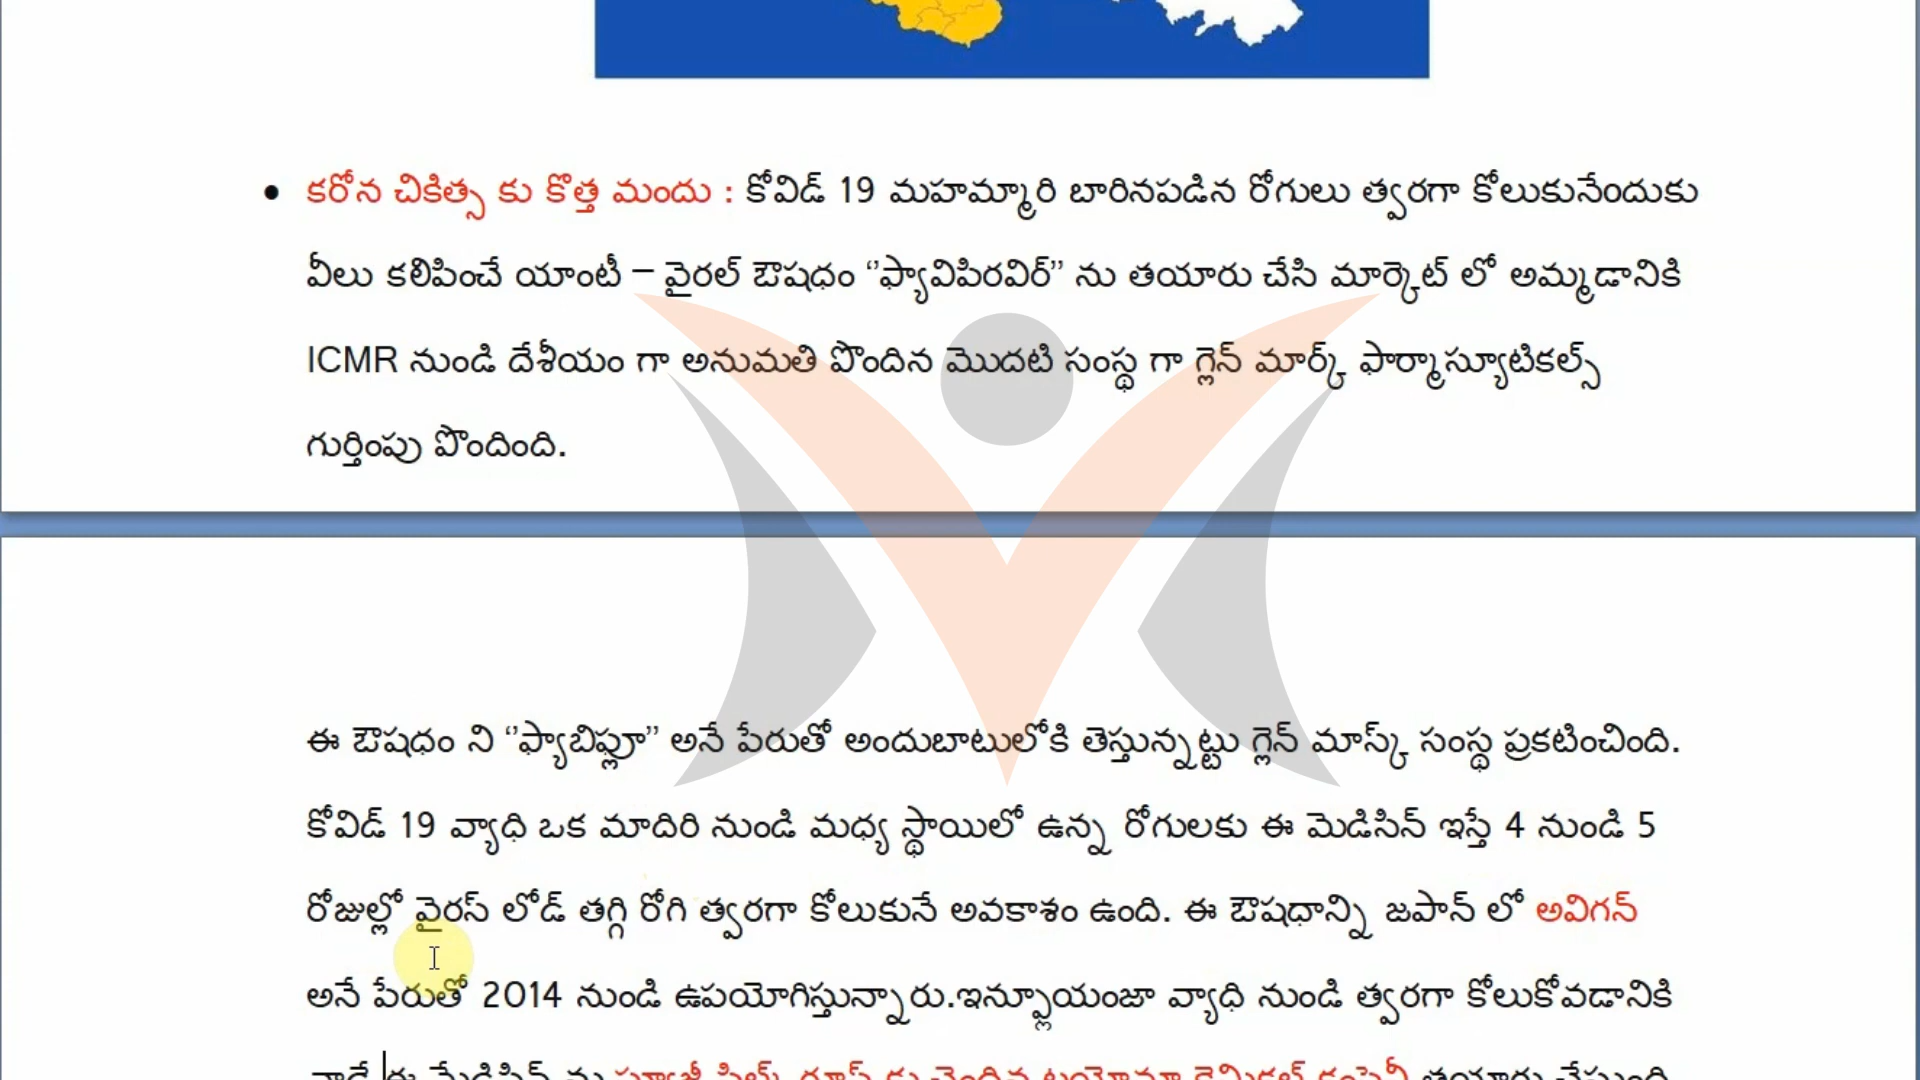 కరోన చికిత్స కు కొత్త మందు : కోవిడ్ 19 మహమ్మారి బారినపడిన రోగులు త్వరగా కోలుకునేందుకు
వీలు కలిపించే యాంటీ – వైరల్ ఔషధం “ఫ్యావిపిరవిర్” ను తయారు చేసి మార్కెట్ లో అమ్మడానికి
ICMR నుండి దేశీయం గా అనుమతి పొందిన మొదటి సంస్థ గా గ్లెన్ మార్క్ ఫార్మాస్యూటికల్స్
గుర్తింపు పొందింది.
ఈ ఔషధం ని “ఫ్యాబిఫ్లూ” అనే పేరుతో అందుబాటులోకి తెస్తున్నట్టు గ్లెన్ మాస్క్ సంస్థ ప్రకటించింది.
కోవిడ్ 19 వ్యాధి ఒక మాదిరి నుండి మధ్య స్థాయిలో ఉన్న రోగులకు ఈ మెడిసిన్ ఇస్తే 4 నుండి 5
రోజుల్లో వైరస్ లోడ్ తగ్గి రోగి త్వరగా కోలుకునే అవకాశం ఉంది. ఈ ఔషధాన్ని జపాన్ లో అవిగన్
అనే పేరుతో 2014 నుండి ఉపయోగిస్తున్నారు.ఇన్ఫ్లూయంజా వ్యాధి నుండి త్వరగా కోలుకోవడానికి
ఈ మేడిసిన్ ను